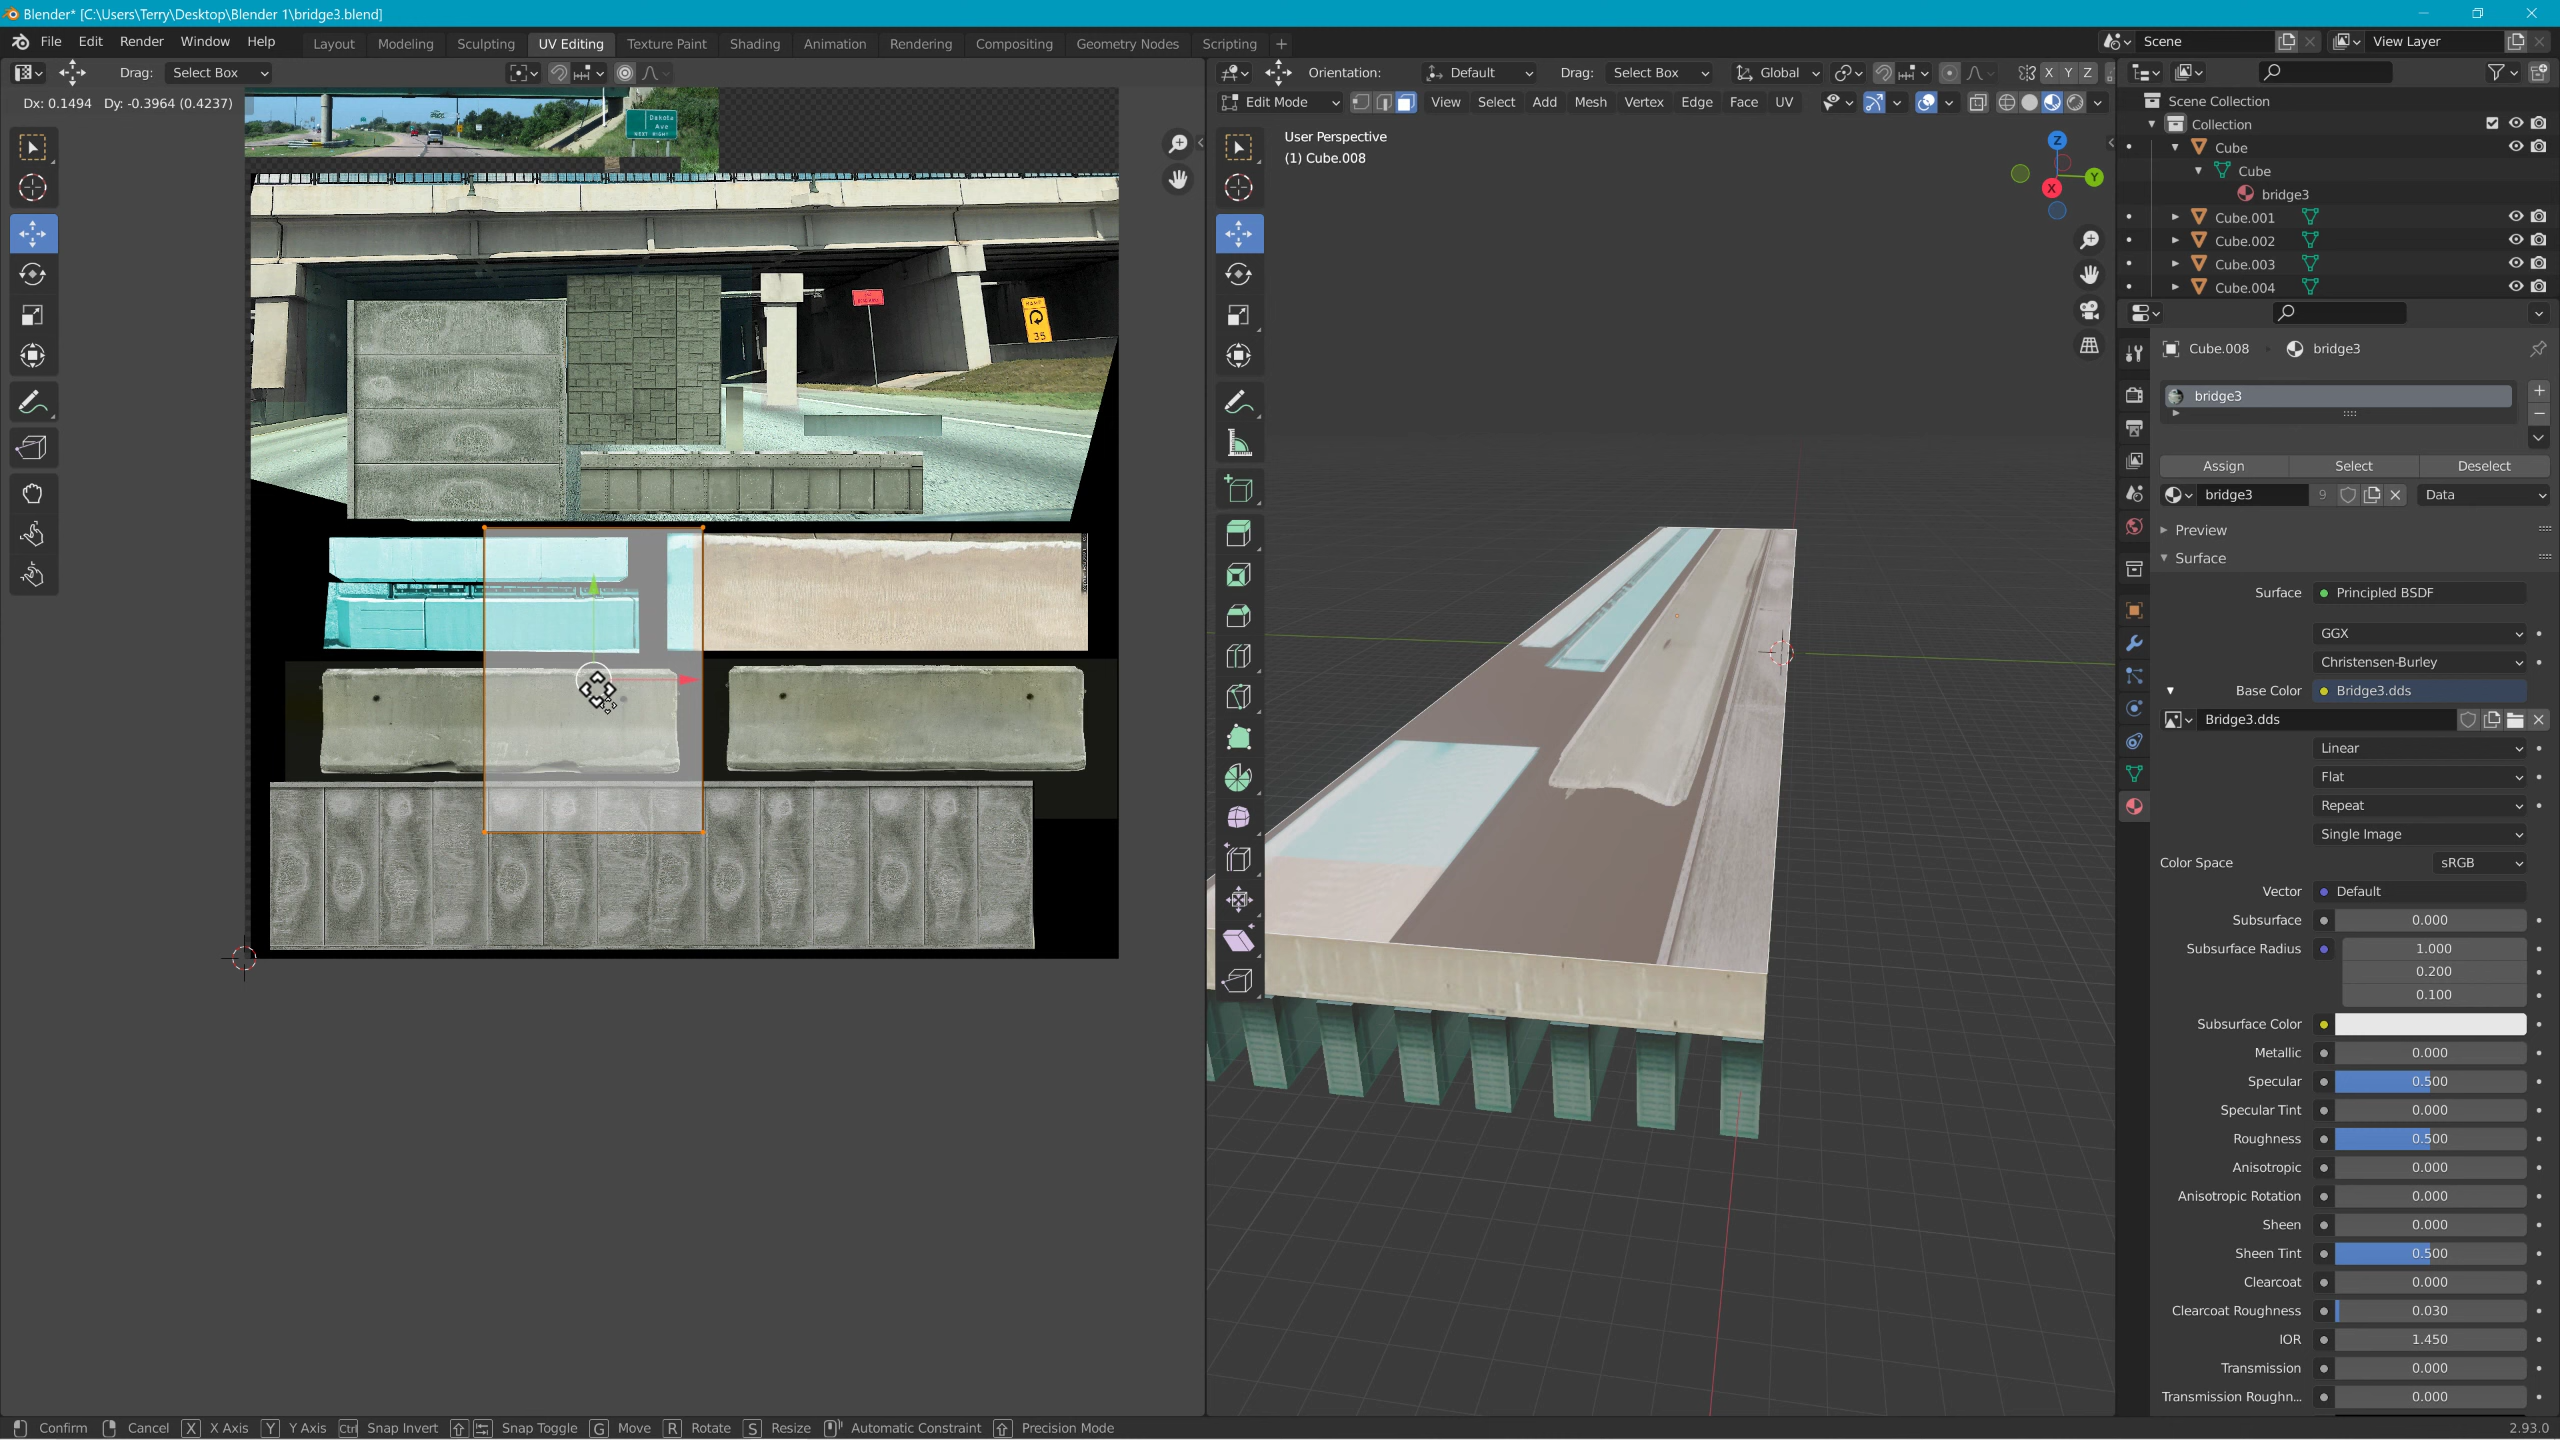 Blender* [C:\Users\Terry\Desktop\Blender 1\bridge3.blend]
File Edit Render Window Help Layout Modeling Sculpting UV Editing Texture Paint Shading Animation Rendering Compositing Geometry Nodes Scripting Scene View Layer
Drag: Select Box Orientation: Default Drag: Select Box Global X Y Z
Dx: 0.1494 Dy: -0.3964 (0.4237) Edit Mode View Select Add Mesh Vertex Edge Face UV
Dakota
Ave
NEXT RIGHT
35
User Perspective
(1) Cube.008
Z
Y
X
Scene Collection
Collection
Cube
Cube
bridge3
Cube.001
Cube.002
Cube.003
Cube.004
Cube.008 bridge3
bridge3
Assign Select Deselect
bridge3 9 Data
Preview
Surface
Surface Principled BSDF
GGX
Christensen-Burley
Base Color Bridge3.dds
Bridge3.dds
Linear
Flat
Repeat
Single Image
Color Space sRGB
Vector Default
Subsurface 0.000
Subsurface Radius 1.000
0.200
0.100
Subsurface Color
Metallic 0.000
Specular 0.500
Specular Tint 0.000
Roughness 0.500
Anisotropic 0.000
Anisotropic Rotation 0.000
Sheen 0.000
Sheen Tint 0.500
Clearcoat 0.000
Clearcoat Roughness 0.030
IOR 1.450
Transmission 0.000
Transmission Roughn... 0.000
Confirm Cancel X X Axis Y Y Axis Ctrl Snap Invert Snap Toggle G Move R Rotate S Resize Automatic Constraint Precision Mode 2.93.0